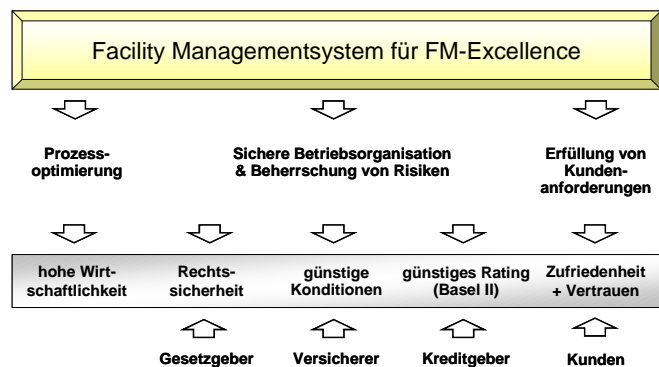 Facility Managementsystem für FM-Excellence
Prozess-
optimierung
Sichere Betriebsorganisation
& Beherrschung von Risiken
Erfüllung von
Kunden-
anforderungen
hohe Wirt-
schaftlichkeit
Rechts-
sicherheit
günstige
Konditionen
günstiges Rating
(Basel II)
Zufriedenheit
+ Vertrauen
Gesetzgeber
Versicherer
Kreditgeber
Kunden